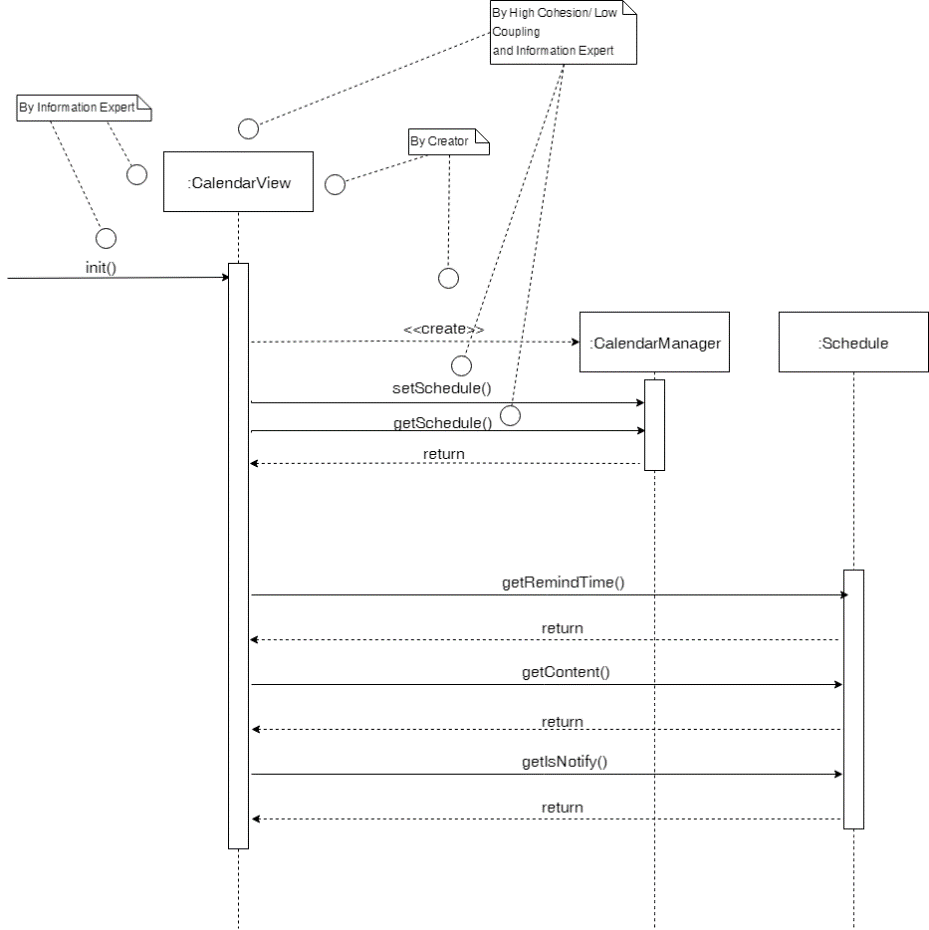 By High Cohesion/ Low
Coupling
and Information Expert
By Information Expert
By Creator
:CalendarView
init()
<<create>>
:CalendarManager
:Schedule
setSchedule()
getSchedule()
return
getRemindTime()
return
getContent()
return
getIsNotify()
return